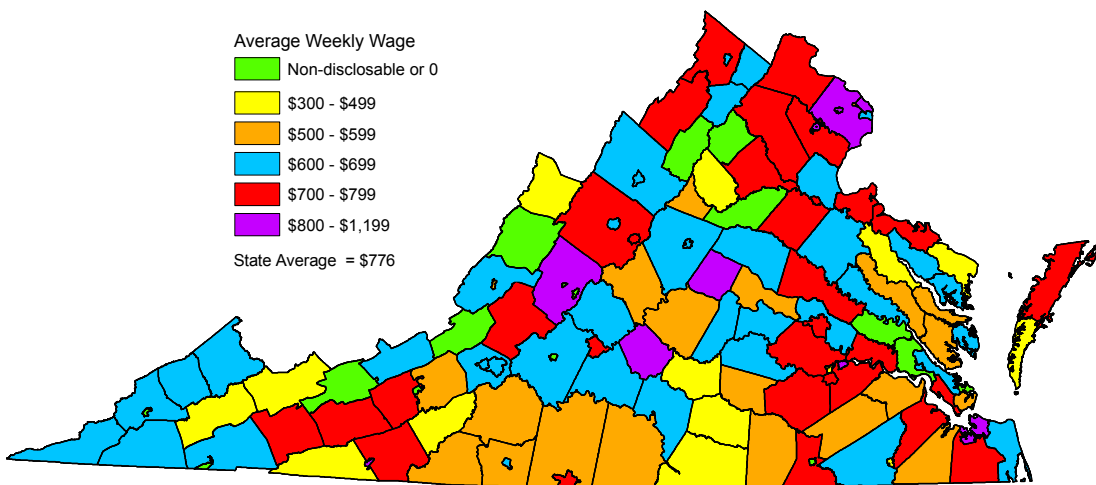 Average Weekly Wage
Non-disclosable or 0
$300 - $499
$500 - $599
$600 - $699
$700 - $799
$800 - $1,199
State Average = $776